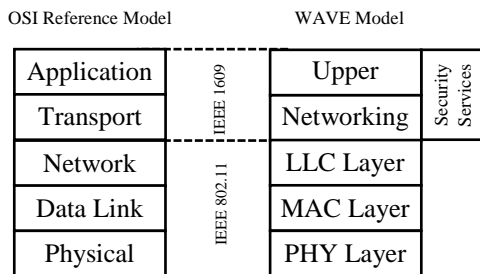 OSI Reference Model
WAVE Model
Application
Transport
Network
Data Link
Physical
IEEE 1609
IEEE 802.11
Upper
Networking
LLC Layer
MAC Layer
PHY Layer
Security
Services